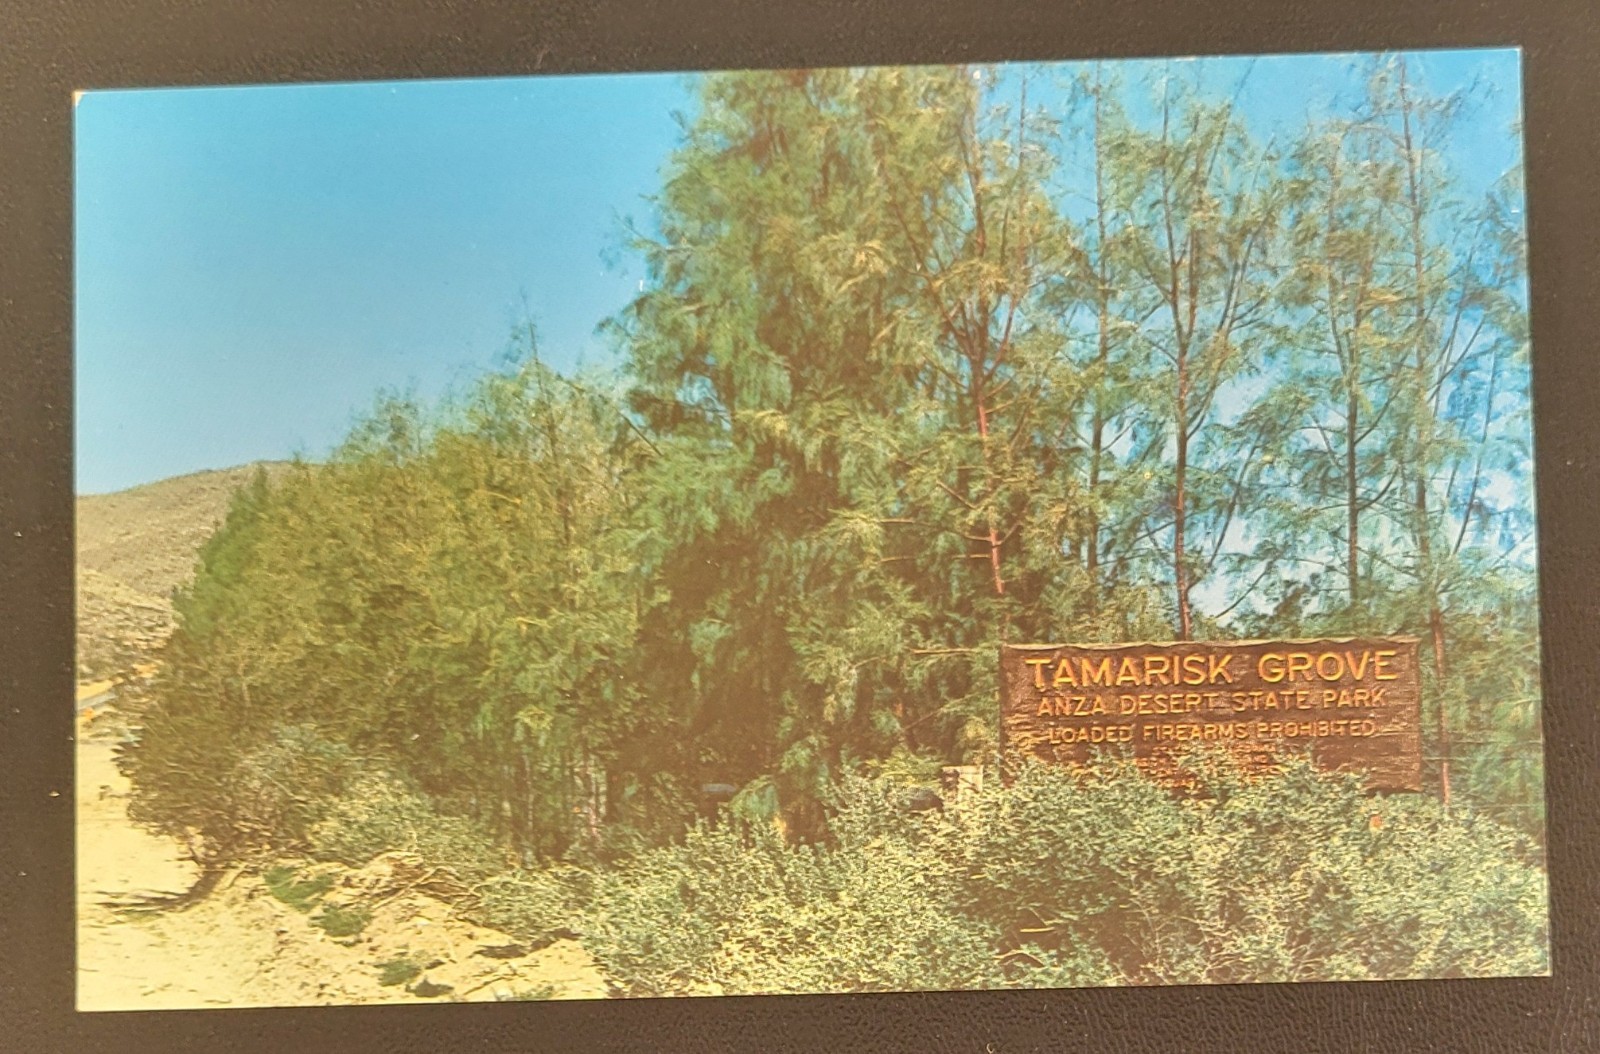 TAMARISK GROVE
ANZA DESERT STATE PARK
LOADED FIREARMS PROHIBITED